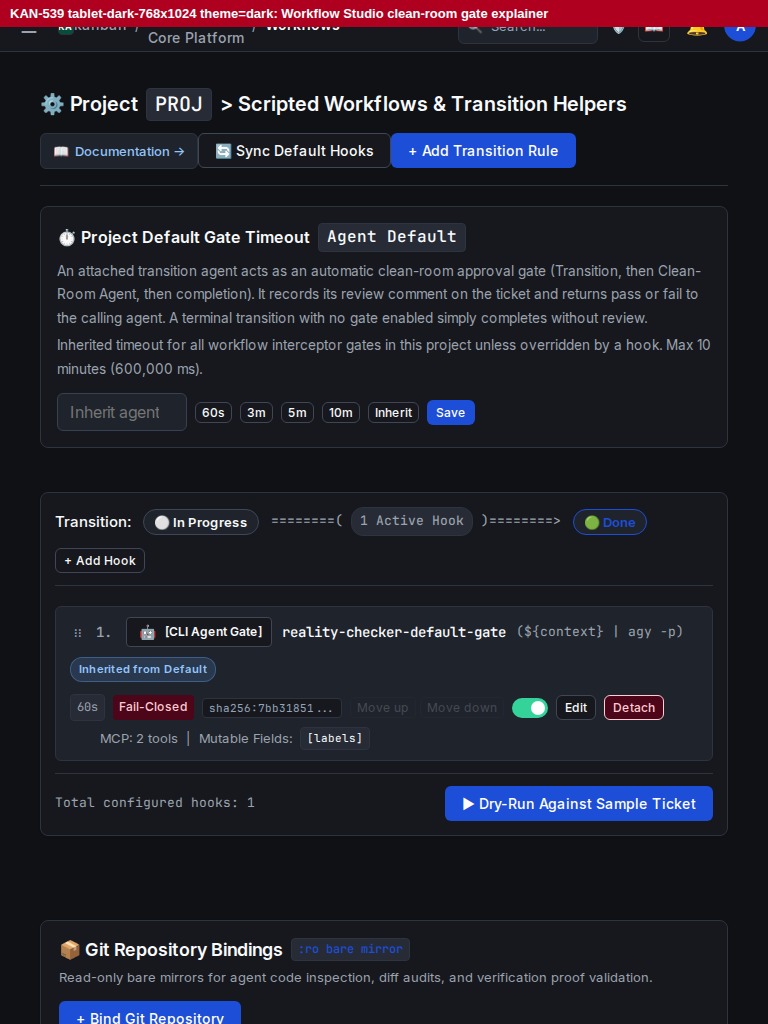 KAN-539 tablet-dark-768x1024 theme=dark: Workflow Studio clean-room gate explainer
Core Platform
Project PROJ > Scripted Workflows & Transition Helpers
Documentation →
Sync Default Hooks
+ Add Transition Rule
Project Default Gate Timeout Agent Default
An attached transition agent acts as an automatic clean-room approval gate (Transition, then Clean-
Room Agent, then completion). It records its review comment on the ticket and returns pass or fail to
the calling agent. A terminal transition with no gate enabled simply completes without review.
Inherited timeout for all workflow interceptor gates in this project unless overridden by a hook. Max 10
minutes (600,000 ms).
Inherit agent 60s 3m 5m 10m Inherit Save
Transition: In Progress ========( 1 Active Hook )========> Done
+ Add Hook
1. [CLI Agent Gate] reality-checker-default-gate (${context} | agy -p)
Inherited from Default
60s Fail-Closed sha256:7bb31851... Move up Move down Edit Detach
MCP: 2 tools | Mutable Fields: [labels]
Total configured hooks: 1
▶ Dry-Run Against Sample Ticket
Git Repository Bindings :ro bare mirror
Read-only bare mirrors for agent code inspection, diff audits, and verification proof validation.
+ Bind Git Repository